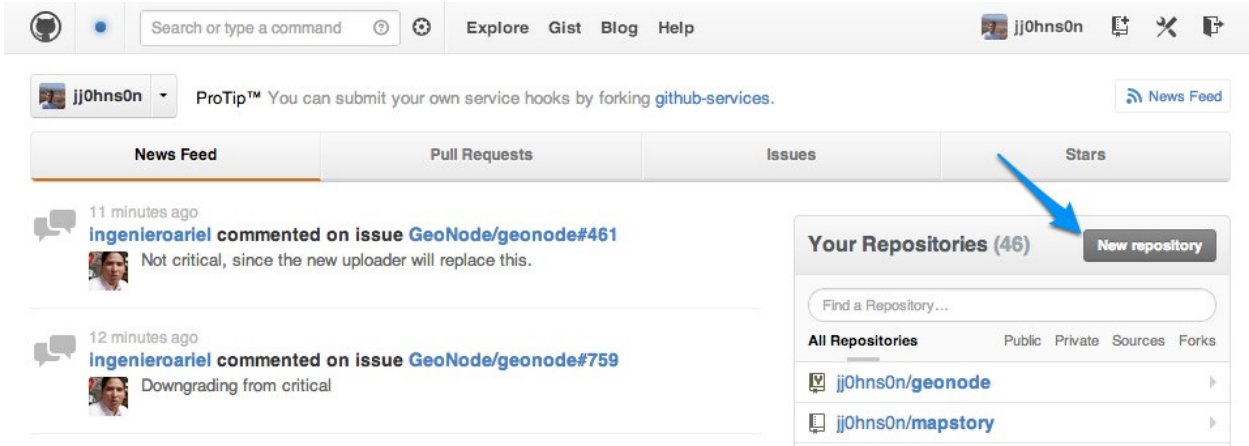 Search or type a command
Explore Gist Blog Help
jj0hns0n
jj0hns0n
ProTip™ You can submit your own service hooks by forking github-services.
News Feed
News Feed
Pull Requests
Issues
Stars
11 minutes ago
ingenieroariel commented on issue GeoNode/geonode#461
Not critical, since the new uploader will replace this.
12 minutes ago
ingenieroariel commented on issue GeoNode/geonode#759
Downgrading from critical
Your Repositories (46)
New repository
Find a Repository…
All Repositories
Public Private Sources Forks
jj0hns0n/geonode
jj0hns0n/mapstory